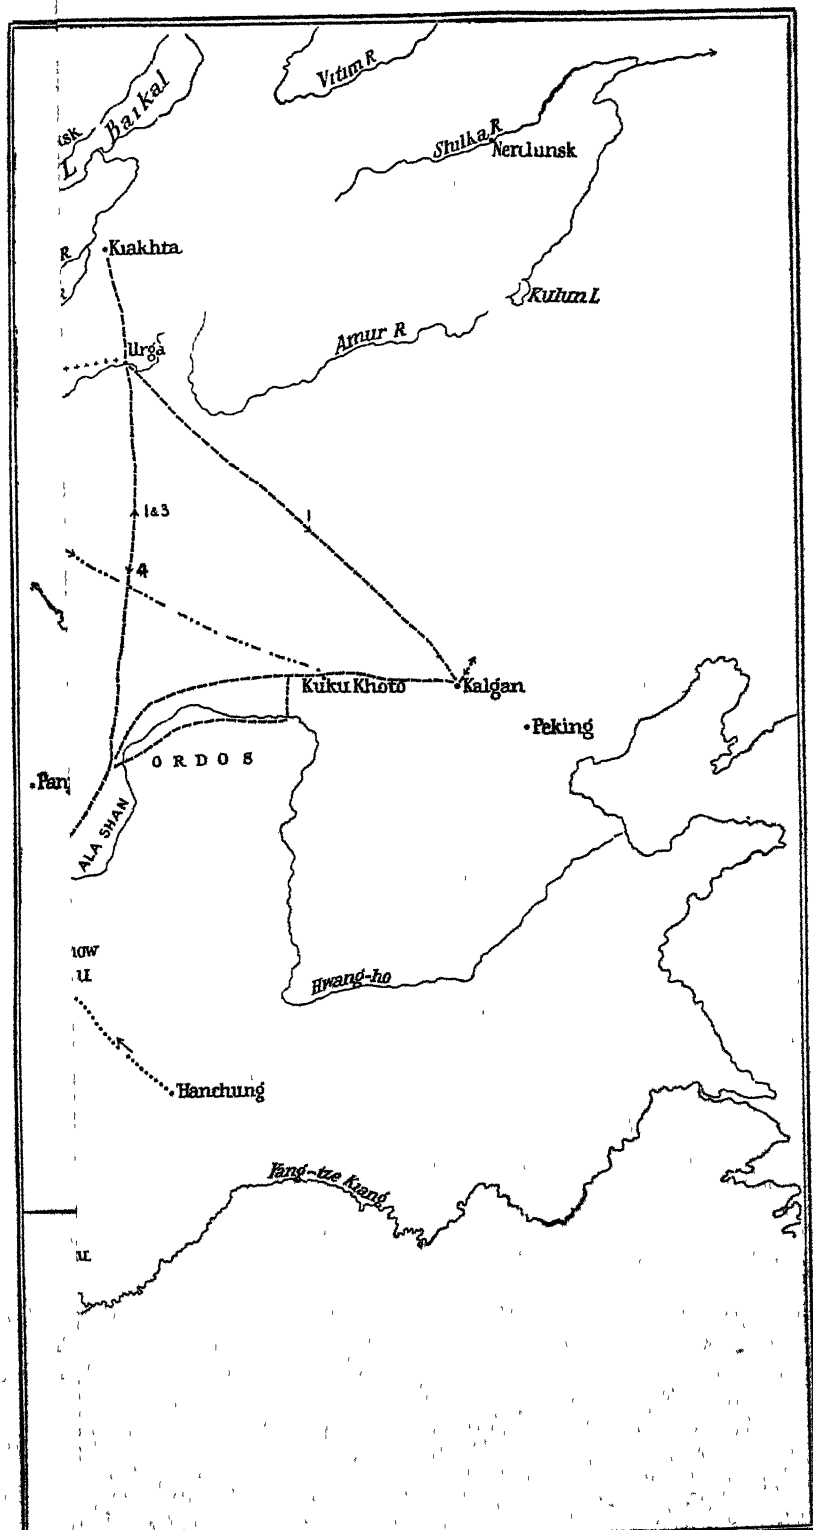 Vitim R
Baikal
L
Shilka R
Nerchinsk
R
Kiakhta
Kulun L
Amur R
Urga
1&3
1
4
Kuku Khoto
Kalgan
Peking
ORDOS
Pan
ALA SHAN
Hwang-ho
Hanchung
Yang-tze Kiang